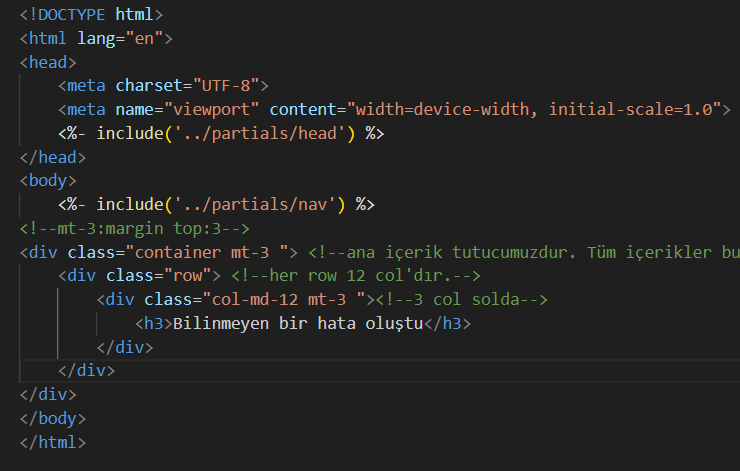 <!DOCTYPE html>
<html lang="en">
<head>
    <meta charset="UTF-8">
    <meta name="viewport" content="width=device-width, initial-scale=1.0">
    <%- include('../partials/head') %>
</head>
<body>
    <%- include('../partials/nav') %>
<!--mt-3:margin top:3-->
<div class="container mt-3 "> <!--ana içerik tutucumuzdur. Tüm içerikler bu
    <div class="row"> <!--her row 12 col'dır.-->
        <div class="col-md-12 mt-3 "><!--3 col solda-->
            <h3>Bilinmeyen bir hata oluştu</h3>
        </div>
    </div>
</div>
</body>
</html>